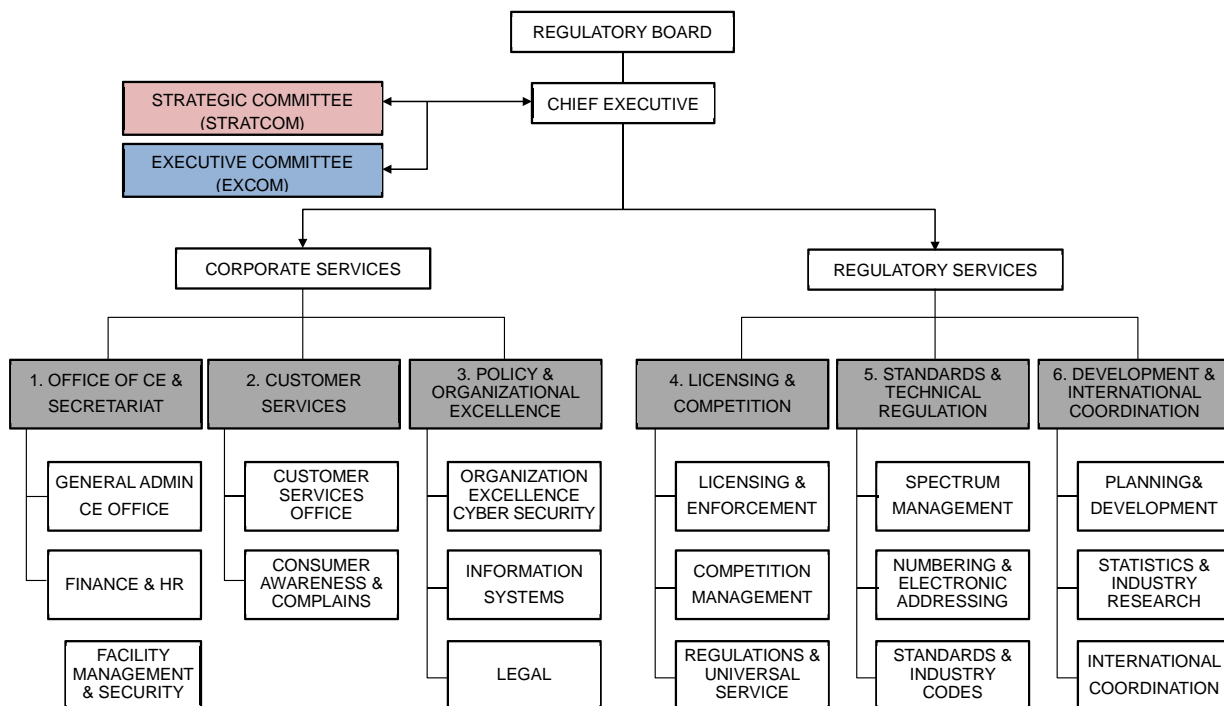 REGULATORY BOARD
STRATEGIC COMMITTEE
(STRATCOM)
CHIEF EXECUTIVE
EXECUTIVE COMMITTEE
(EXCOM)
CORPORATE SERVICES
REGULATORY SERVICES
1. OFFICE OF CE &
SECRETARIAT
2. CUSTOMER
SERVICES
3. POLICY &
ORGANIZATIONAL
EXCELLENCE
4. LICENSING &
COMPETITION
5. STANDARDS &
TECHNICAL
REGULATION
6. DEVELOPMENT &
INTERNATIONAL
COORDINATION
GENERAL ADMIN
CE OFFICE
CUSTOMER
SERVICES
OFFICE
ORGANIZATION
EXCELLENCE
CYBER SECURITY
LICENSING &
ENFORCEMENT
SPECTRUM
MANAGEMENT
PLANNING&
DEVELOPMENT
FINANCE & HR
CONSUMER
AWARENESS &
COMPLAINS
INFORMATION
SYSTEMS
COMPETITION
MANAGEMENT
NUMBERING &
ELECTRONIC
ADDRESSING
STATISTICS &
INDUSTRY
RESEARCH
FACILITY
MANAGEMENT
& SECURITY
LEGAL
REGULATIONS &
UNIVERSAL
SERVICE
STANDARDS &
INDUSTRY
CODES
INTERNATIONAL
COORDINATION